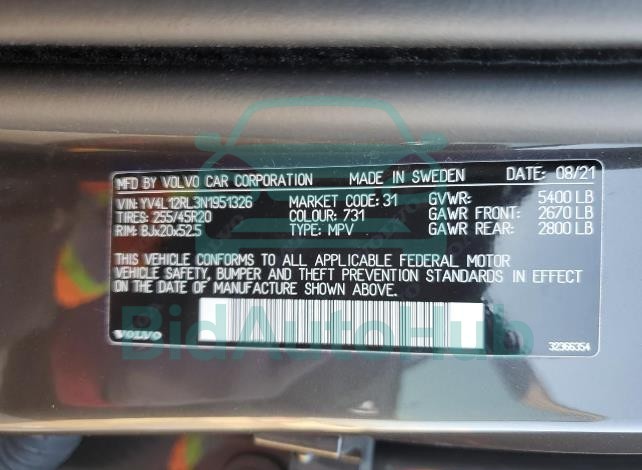 MFD BY VOLVO CAR CORPORATION MADE IN SWEDEN DATE: 08/21
VIN: YV4L12RL3N1951326 MARKET CODE: 31 GVWR: 5400 LB
TIRES: 255/45R20 COLOUR: 731 GAWR FRONT: 2670 LB
RIM: BJx20x52.5 TYPE: MPV GAWR REAR: 2800 LB
THIS VEHICLE CONFORMS TO ALL APPLICABLE FEDERAL MOTOR
VEHICLE SAFETY, BUMPER AND THEFT PREVENTION STANDARDS IN EFFECT
ON THE DATE OF MANUFACTURE SHOWN ABOVE.
VOLVO 32366354
BidAutoHub